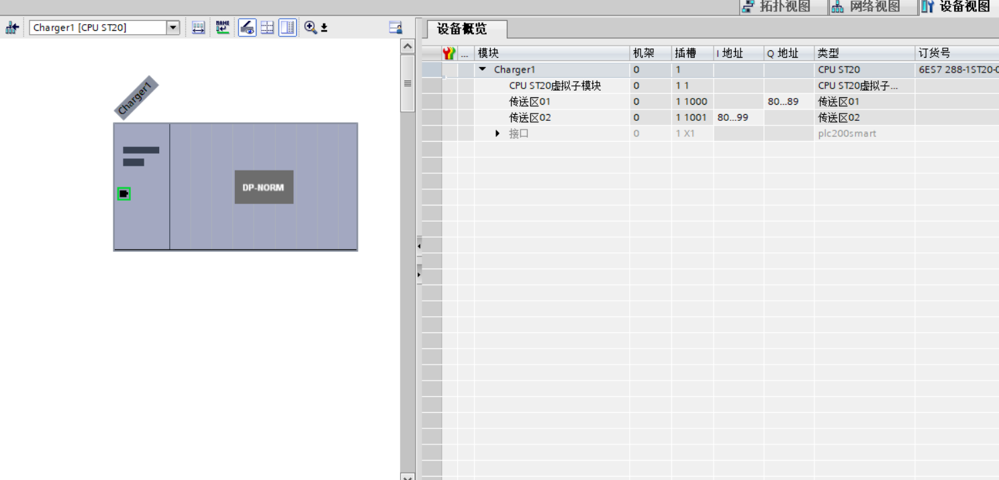 拓扑视图 网络视图 设备视图
Charger1 [CPU ST20]
NAME
设备概览
... 模块 机架 插槽 I 地址 Q 地址 类型 订货号
Charger1 0 1 CPU ST20 6ES7 288-1ST20-0
CPU ST20虚拟子模块 0 1 1 CPU ST20虚拟子...
传送区01 0 1 1000 80...89 传送区01
传送区02 0 1 1001 80...99 传送区02
接口 0 1 X1 plc200smart
Charger1
DP-NORM